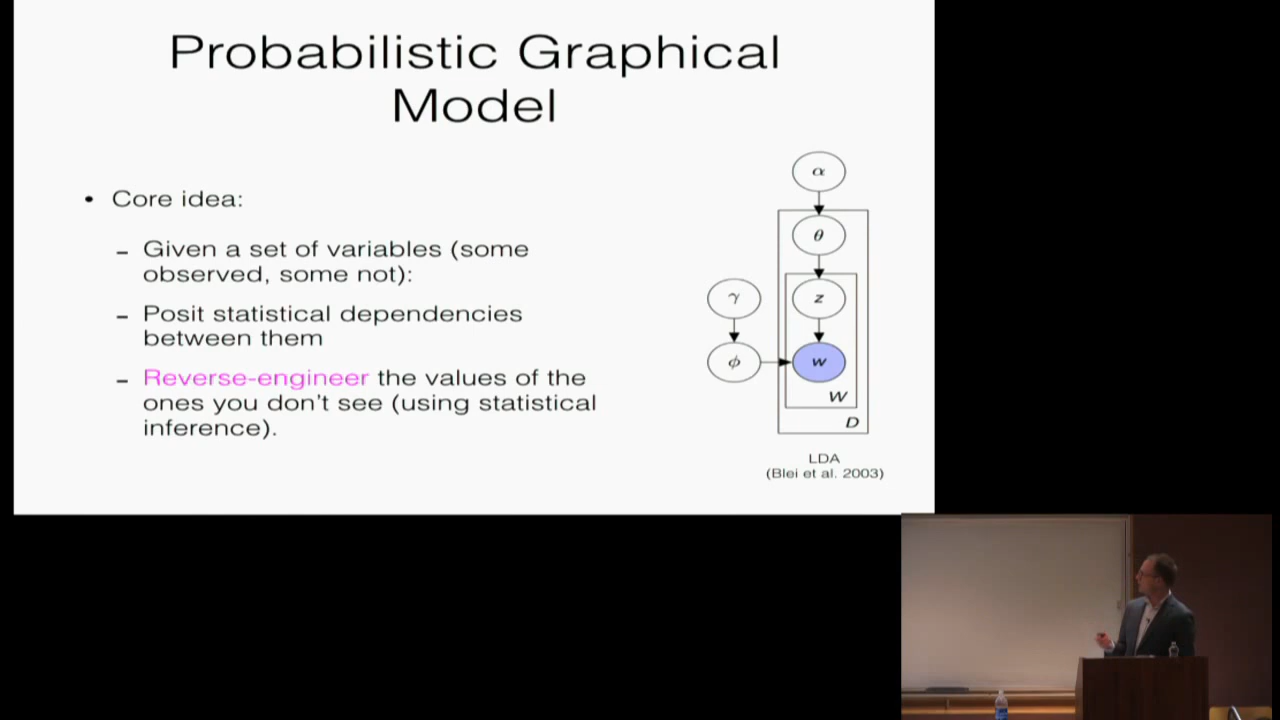 Probabilistic Graphical
Model
• Core idea:
– Given a set of variables (some
observed, some not):
– Posit statistical dependencies
between them
– Reverse-engineer the values of the
ones you don't see (using statistical
inference).
α
θ
γ
z
ϕ
w
W
D
LDA
(Blei et al. 2003)